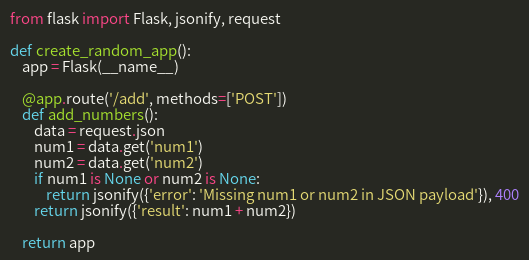 from flask import Flask, jsonify, request

def create_random_app():
    app = Flask(__name__)

    @app.route('/add', methods=['POST'])
    def add_numbers():
        data = request.json
        num1 = data.get('num1')
        num2 = data.get('num2')
        if num1 is None or num2 is None:
            return jsonify({'error': 'Missing num1 or num2 in JSON payload'}), 400
        return jsonify({'result': num1 + num2})

    return app